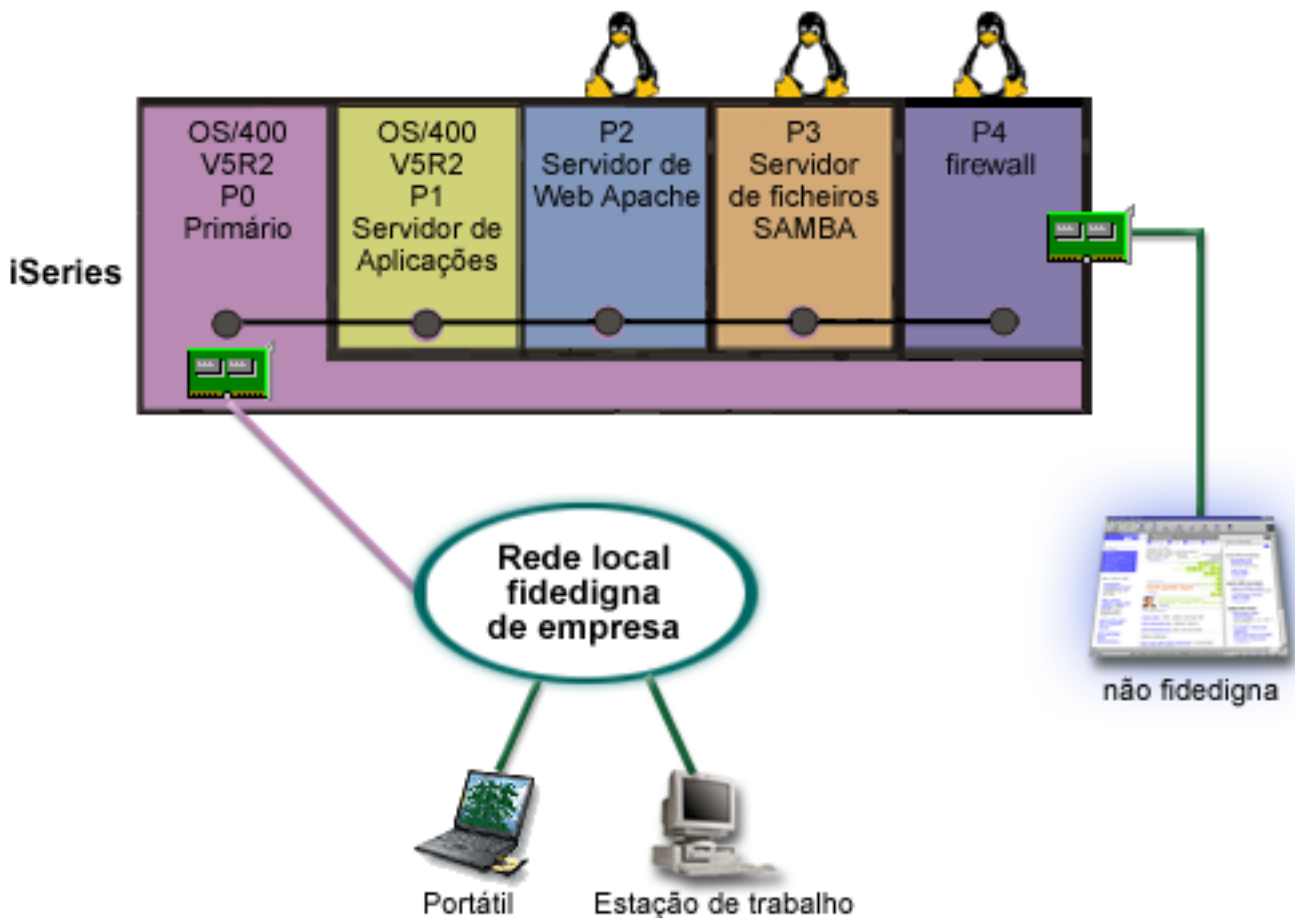 OS/400
V5R2
P0
Primário
OS/400
V5R2
P1
Servidor de
Aplicações
P2
Servidor de
Web Apache
P3
Servidor
de ficheiros
SAMBA
P4
firewall
iSeries
Rede local
fidedigna
de empresa
não fidedigna
Portátil
Estação de trabalho